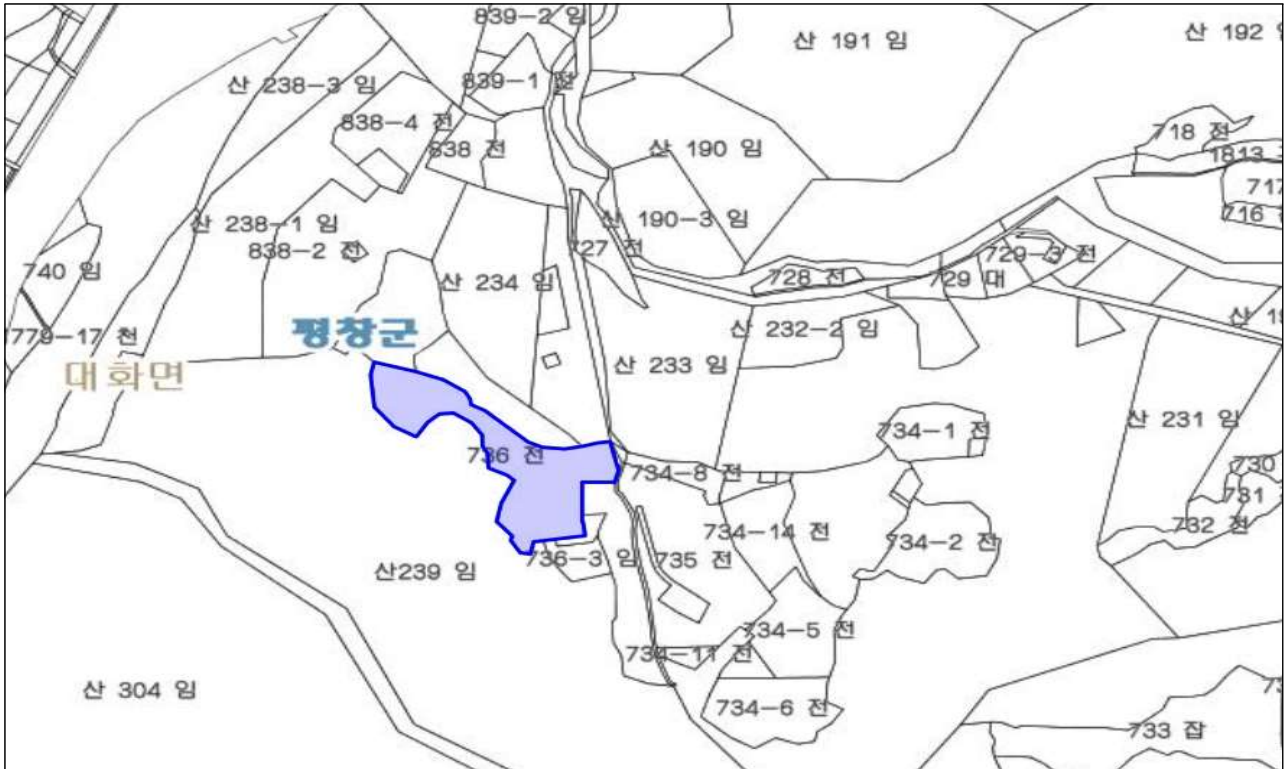 839-2 임
산 191 임
산 192
산 238-3 임
839-1 잡
838-4 전
718 전
838 전
산 190 임
1813
717
716
산 238-1 임
산 190-3 임
838-2 전
727 전
729-3 전
740 임
산 234 임
728 전
729 대
1779-17 천
평창군
산 232-2 임
대화면
산 233 임
734-1 전
산 231 임
736 전
734-8 전
730
731
732 전
734-14 전
734-2 전
산239 임
736-3 임
735 전
734-5 전
734-11 전
산 304 임
734-6 전
733 잡